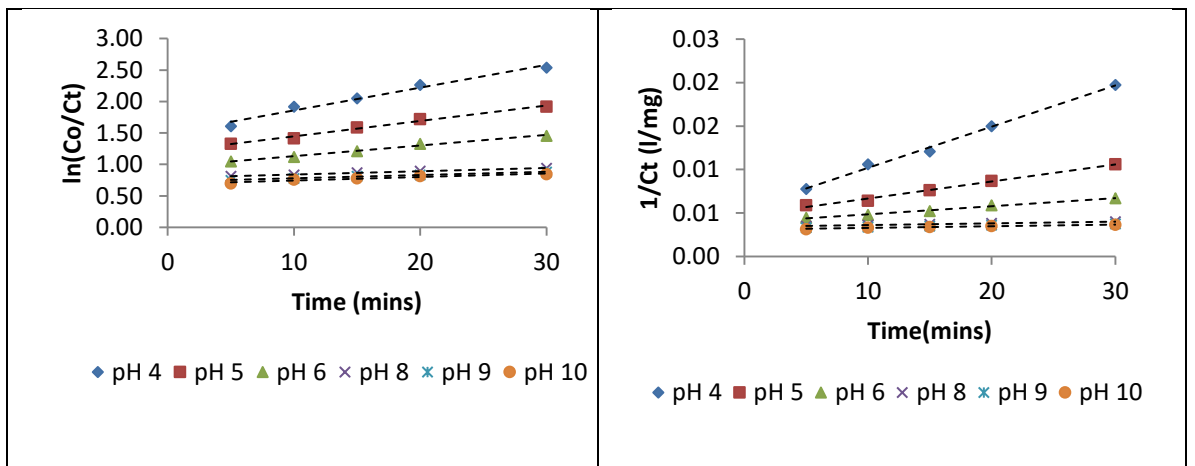 3.00
2.50
2.00
1.50
1.00
0.50
0.00
ln(Co/Ct)
0 10 20 30
Time (mins)
pH 4 pH 5 pH 6 pH 8 pH 9 pH 10
0.03
0.02
0.02
0.01
0.01
0.00
1/Ct (l/mg)
0 10 20 30
Time(mins)
pH 4 pH 5 pH 6 pH 8 pH 9 pH 10